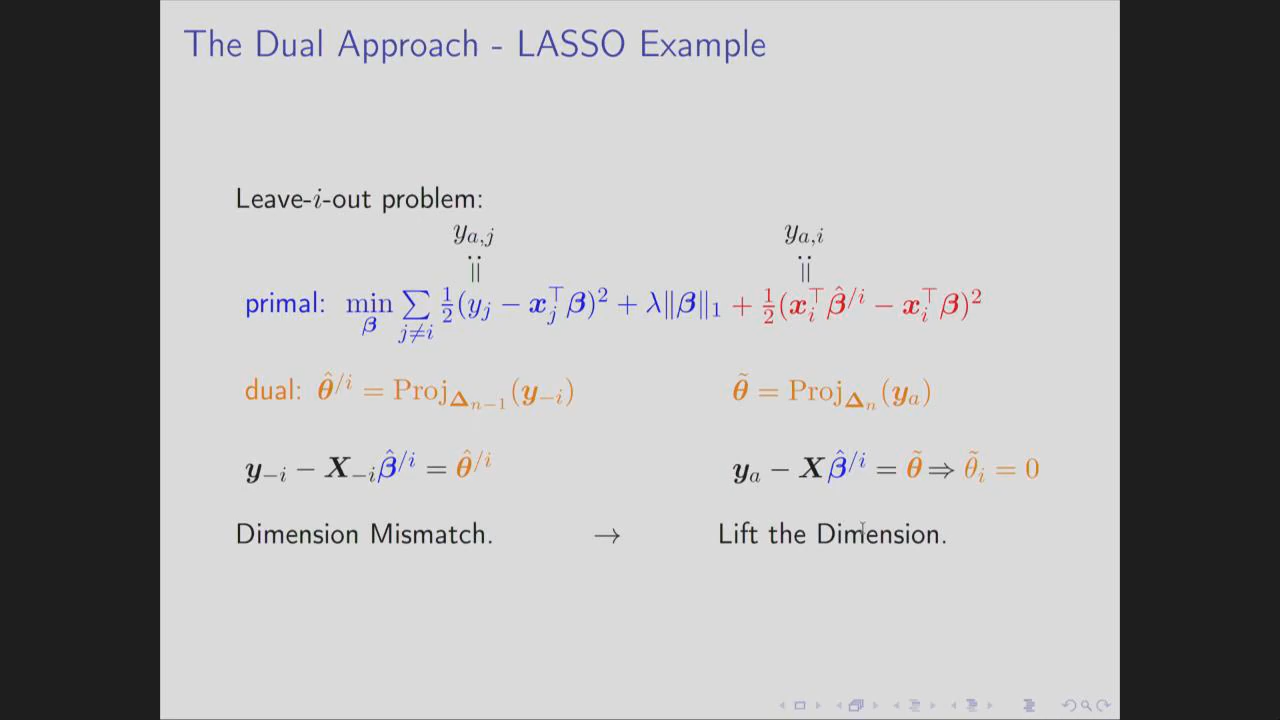 The Dual Approach - LASSO Example
Leave-i-out problem:
y_{a,j} y_{a,i}
primal: min_β ∑_{j≠i} ½(y_j − x_j^⊤β)² + λ‖β‖₁ + ½(x_i^⊤β̂^{/i} − x_i^⊤β)²
dual: θ̂^{/i} = Proj_{Δ_{n−1}}(y_{−i}) θ̃ = Proj_{Δ_n}(y_a)
y_{−i} − X_{−i}β̂^{/i} = θ̂^{/i} y_a − Xβ̂^{/i} = θ̃ ⇒ θ̃_i = 0
Dimension Mismatch. → Lift the Dimension.